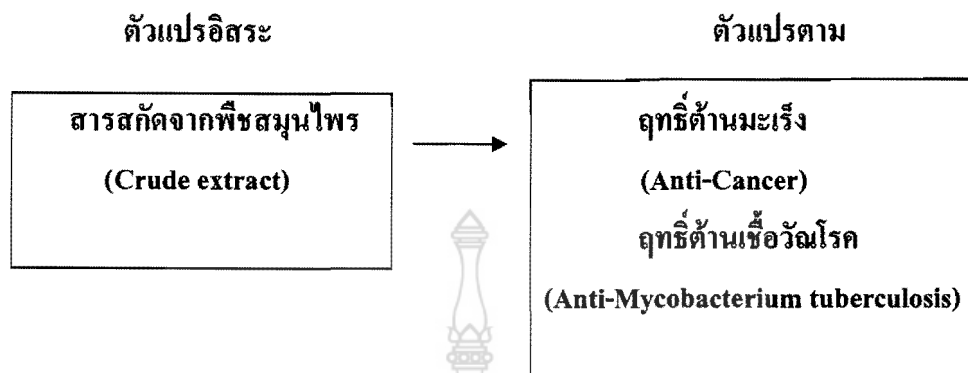 ตัวแปรอิสระ
ตัวแปรตาม
สารสกัดจากพืชสมุนไพร
(Crude extract)
ฤทธิ์ต้านมะเร็ง
(Anti-Cancer)
ฤทธิ์ต้านเชื้อวัณโรค
(Anti-Mycobacterium tuberculosis)